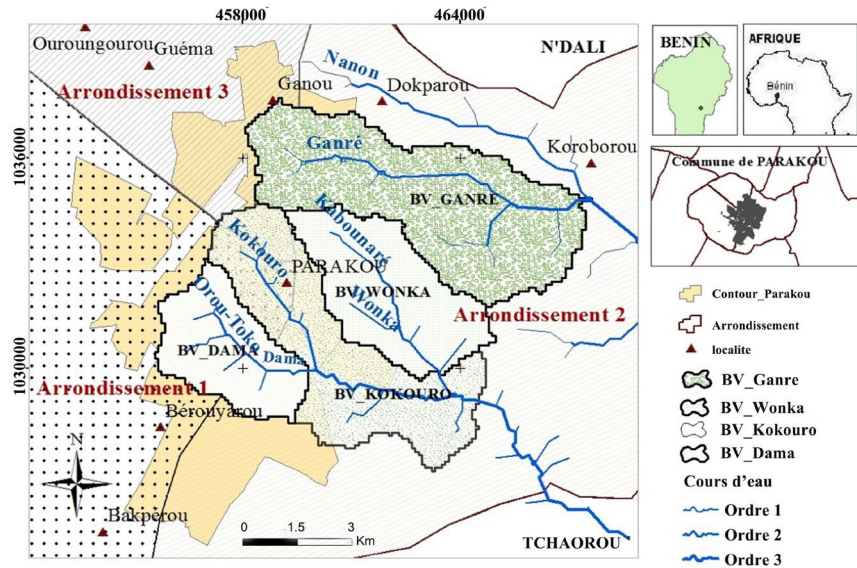 458000
464000
1036000
1030000
Ouroungourou
Guéma
Arrondissement 3
Nanon
N'DALI
Ganou
Dokparou
Ganré
Koroborou
BV_GANRE
Kabounaré
Kokouro
PARAKOU
BV_WONKA
Wonka
Orou-Toko
Arrondissement 2
BV_DAMA
Dama
Arrondissement 1
BV_KOKOURO
Bérouyarou
N
Bakpérou
0 1.5 3
Km
TCHAOROU
BENIN
AFRIQUE
Bénin
Commune de PARAKOU
Contour_Parakou
Arrondissement
localite
BV_Ganre
BV_Wonka
BV_Kokouro
BV_Dama
Cours d'eau
Ordre 1
Ordre 2
Ordre 3